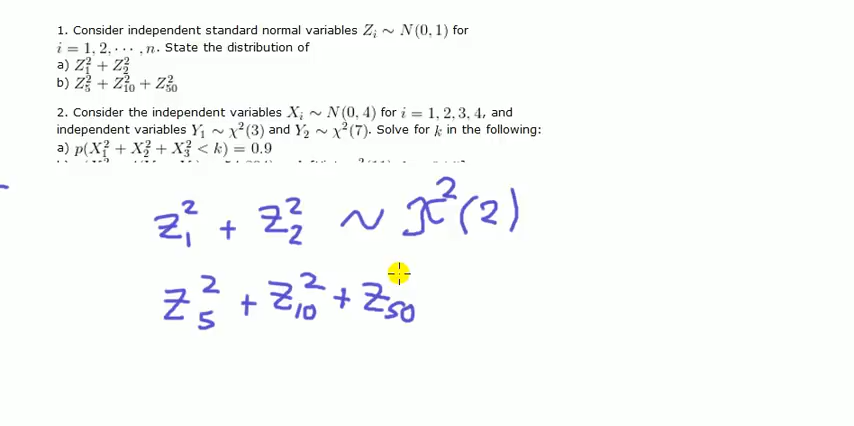 1. Consider independent standard normal variables Z_i ∼ N(0, 1) for
i = 1, 2, ⋯ , n. State the distribution of
a) Z_1^2 + Z_2^2
b) Z_5^2 + Z_10^2 + Z_50^2
2. Consider the independent variables X_i ∼ N(0, 4) for i = 1, 2, 3, 4, and
independent variables Y_1 ∼ χ^2(3) and Y_2 ∼ χ^2(7). Solve for k in the following:
a) p(X_1^2 + X_2^2 + X_3^2 < k) = 0.9
Z_1^2 + Z_2^2 ∼ χ^2(2)
Z_5^2 + Z_10^2 + Z_50